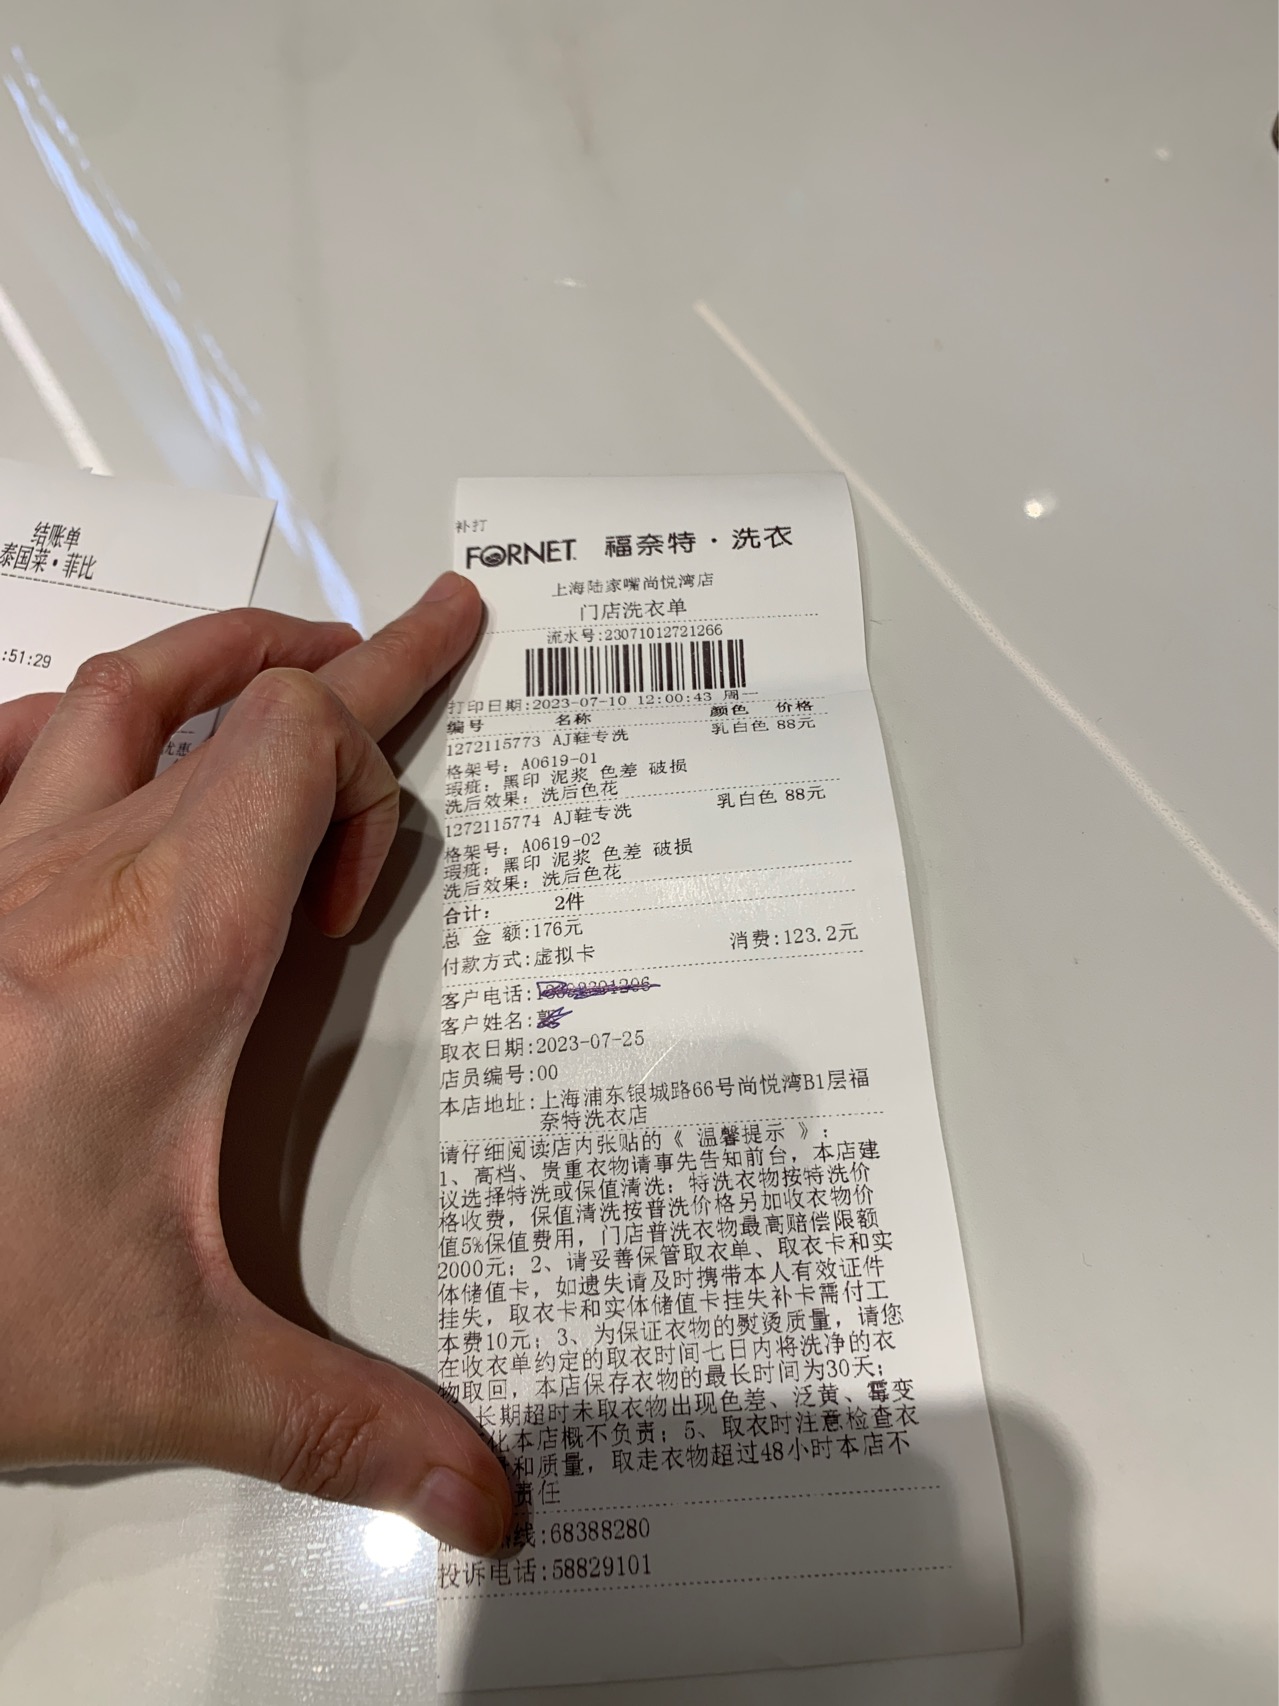 结账单
泰国莱·菲比
:51:29
优惠
补打
FORNET 福奈特·洗衣
上海陆家嘴尚悦湾店
门店洗衣单
流水号:23071012721266
打印日期:2023-07-10 12:00:43 周一
编号 名称 颜色 价格
1272115773 AJ鞋专洗 乳白色 88元
格架号: A0619-01
瑕疵: 黑印 泥浆 色差 破损
洗后效果: 洗后色花
1272115774 AJ鞋专洗 乳白色 88元
格架号: A0619-02
瑕疵: 黑印 泥浆 色差 破损
洗后效果: 洗后色花
合计: 2件
总 金 额:176元
付款方式:虚拟卡 消费:123.2元
客户电话:
客户姓名:
取衣日期:2023-07-25
店员编号:00
本店地址:上海浦东银城路66号尚悦湾B1层福
奈特洗衣店
请仔细阅读店内张贴的《 温馨提示 》:
1、高档、贵重衣物请事先告知前台，本店建
议选择特洗或保值清洗; 特洗衣物按特洗价
格收费，保值清洗按普洗价格另加收衣物价
值5%保值费用，门店普洗衣物最高赔偿限额
2000元; 2、请妥善保管取衣单、取衣卡和实
体储值卡，如遗失请及时携带本人有效证件
挂失，取衣卡和实体储值卡挂失补卡需付工
本费10元; 3、为保证衣物的熨烫质量，请您
在收衣单约定的取衣时间七日内将洗净的衣
物取回，本店保存衣物的最长时间为30天;
长期超时未取衣物出现色差、泛黄、霉变
化本店概不负责; 5、取衣时注意检查衣
和质量，取走衣物超过48小时本店不
责任
线:68388280
投诉电话:58829101